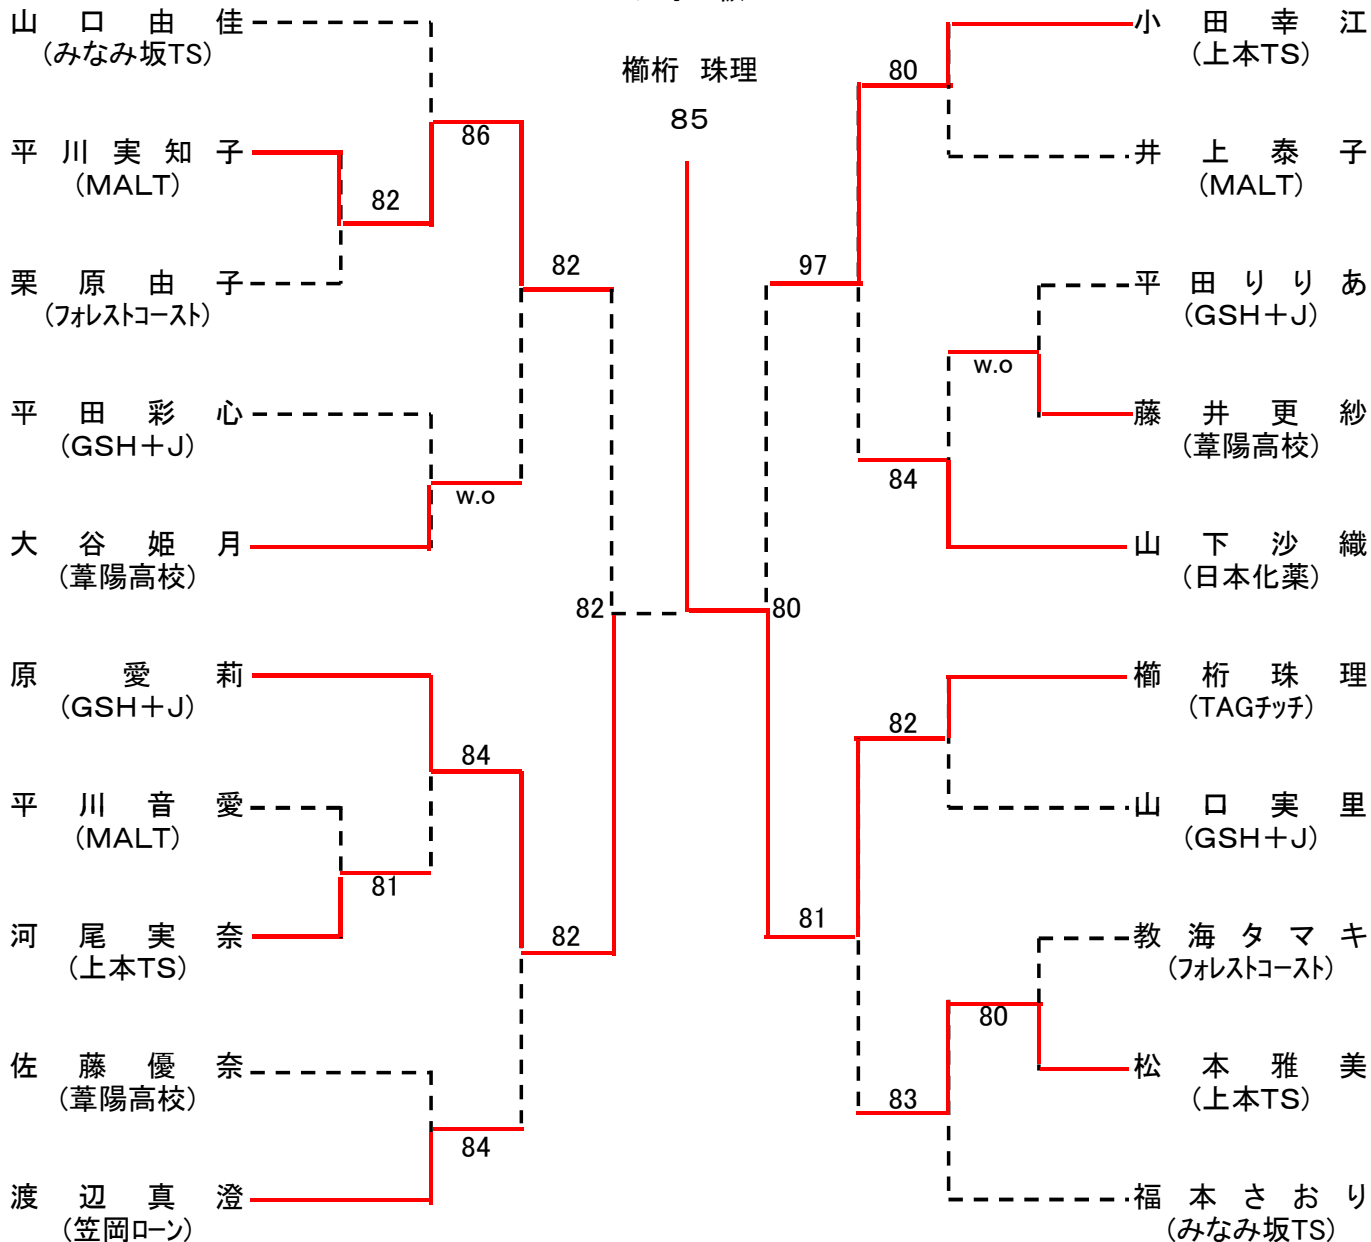 山口由佳
(みなみ坂TS)
86
平川実知子
(MALT)
82
栗原由子
(フォレストコースト)
82
平田彩心
(GSH+J)
w.o
大谷姫月
(葦陽高校)
82
原愛莉
(GSH+J)
84
平川音愛
(MALT)
81
河尾実奈
(上本TS)
82
佐藤優奈
(葦陽高校)
84
渡辺真澄
(笠岡ローン)
櫛桁 珠理
85
小田幸江
(上本TS)
80
井上泰子
(MALT)
97
平田りりあ
(GSH+J)
w.o
藤井更紗
(葦陽高校)
84
山下沙織
(日本化薬)
80
櫛桁珠理
(TAGチッチ)
82
山口実里
(GSH+J)
81
教海タマキ
(フォレストコースト)
80
松本雅美
(上本TS)
83
福本さおり
(みなみ坂TS)